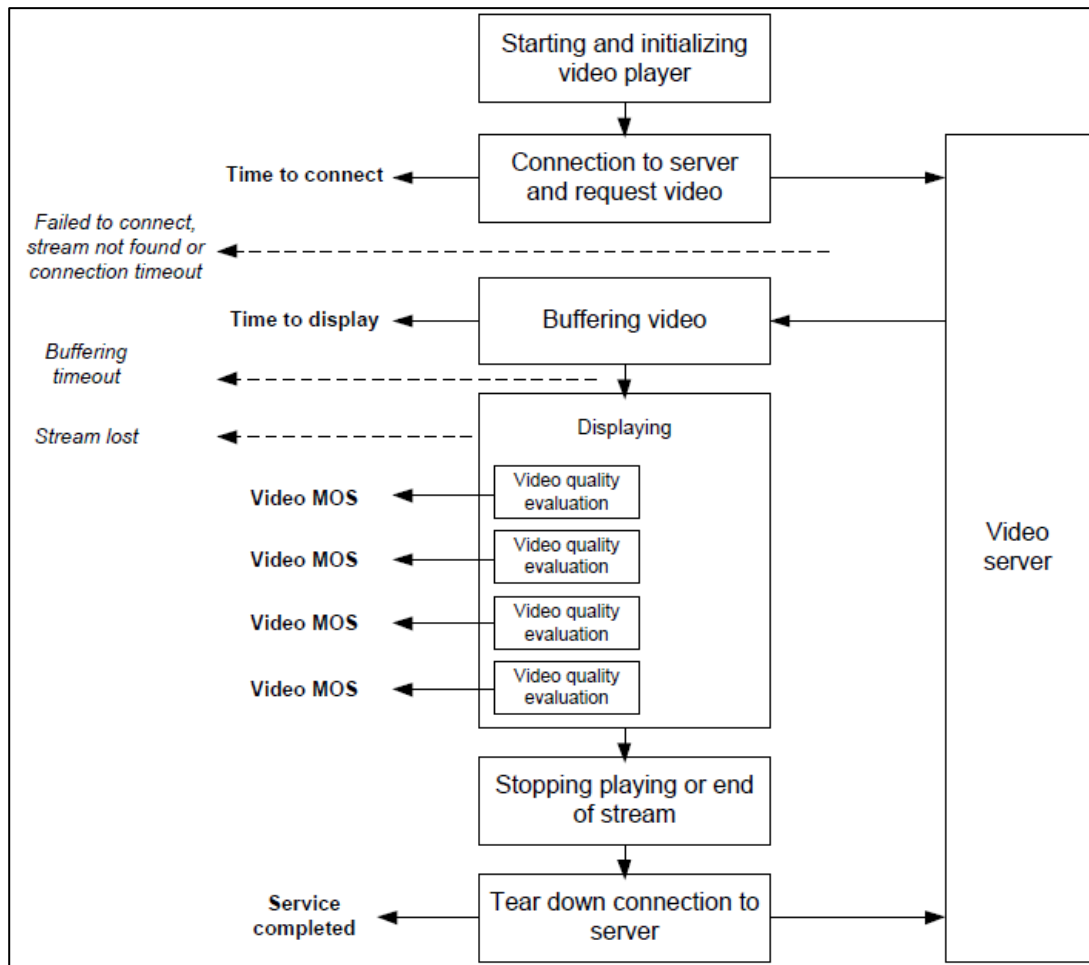 Starting and initializing
video player
Connection to server
and request video
Time to connect
Failed to connect,
stream not found or
connection timeout
Time to display
Buffering video
Buffering
timeout
Stream lost
Displaying
Video MOS
Video quality
evaluation
Video MOS
Video quality
evaluation
Video MOS
Video quality
evaluation
Video MOS
Video quality
evaluation
Video
server
Stopping playing or end
of stream
Service
completed
Tear down connection to
server